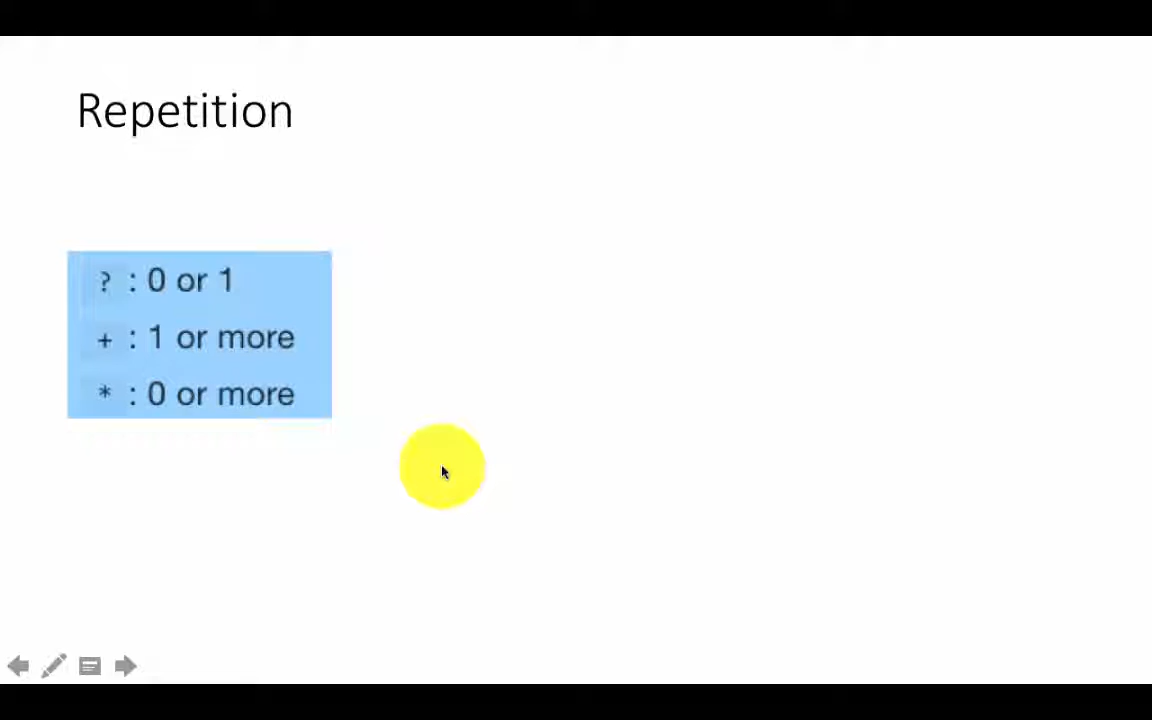 Repetition
? : 0 or 1
+ : 1 or more
* : 0 or more